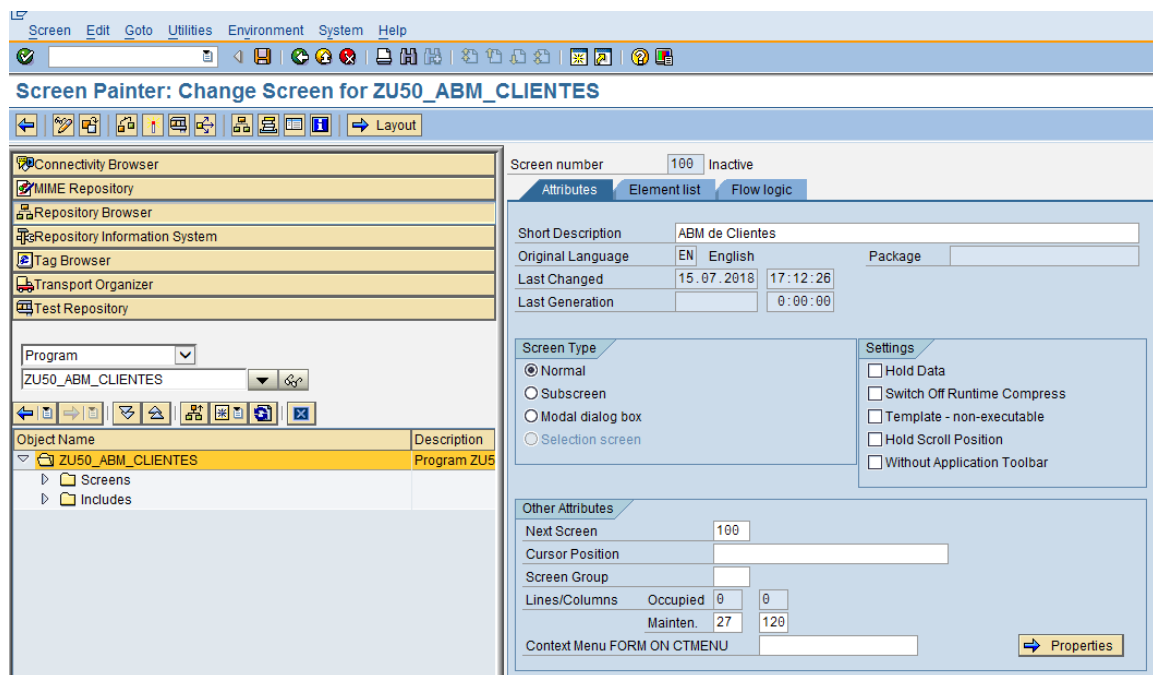 Screen Edit Goto Utilities Environment System Help
Screen Painter: Change Screen for ZU50_ABM_CLIENTES
Layout
Connectivity Browser
MIME Repository
Repository Browser
Repository Information System
Tag Browser
Transport Organizer
Test Repository
Program
ZU50_ABM_CLIENTES
Object Name Description
ZU50_ABM_CLIENTES Program ZU5
Screens
Includes
Screen number 100 Inactive
Attributes Element list Flow logic
Short Description ABM de Clientes
Original Language EN English Package
Last Changed 15.07.2018 17:12:26
Last Generation 0:00:00
Screen Type
Normal
Subscreen
Modal dialog box
Selection screen
Settings
Hold Data
Switch Off Runtime Compress
Template - non-executable
Hold Scroll Position
Without Application Toolbar
Other Attributes
Next Screen 100
Cursor Position
Screen Group
Lines/Columns Occupied 0 0
Mainten. 27 120
Context Menu FORM ON CTMENU
Properties